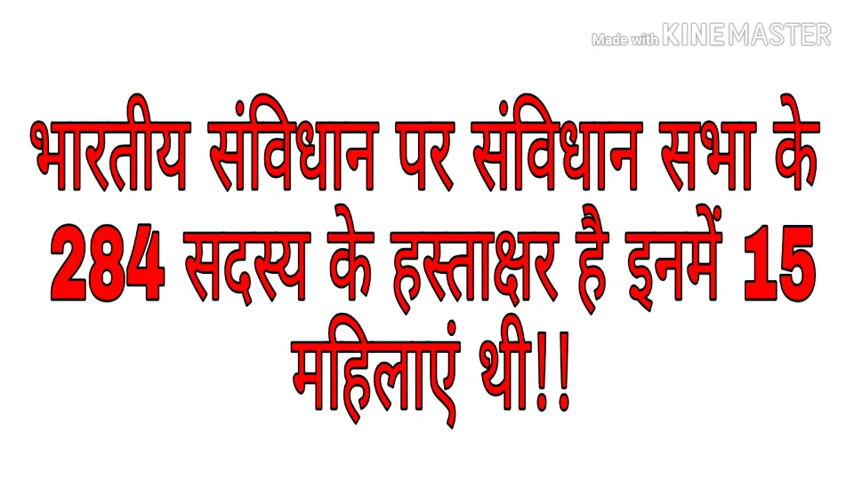 Made with KINEMASTER
भारतीय संविधान पर संविधान सभा के
284 सदस्य के हस्ताक्षर है इनमें 15
महिलाएं थी!!